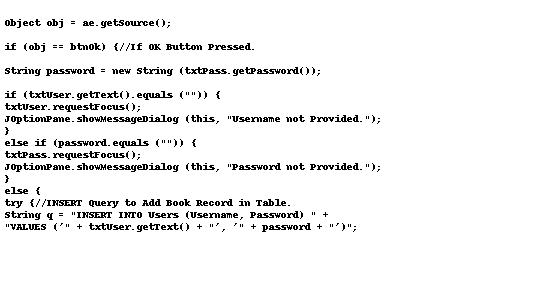 Object obj = ae.getSource();
if (obj == btnOk) {//If OK Button Pressed.
String password = new String (txtPass.getPassword());
if (txtUser.getText().equals ("")) {
txtUser.requestFocus();
JOptionPane.showMessageDialog (this, "Username not Provided.");
}
else if (password.equals ("")) {
txtPass.requestFocus();
JOptionPane.showMessageDialog (this, "Password not Provided.");
}
else {
try {//INSERT Query to Add Book Record in Table.
String q = "INSERT INTO Users (Username, Password) " +
"VALUES ('" + txtUser.getText() + "', '" + password + "')";